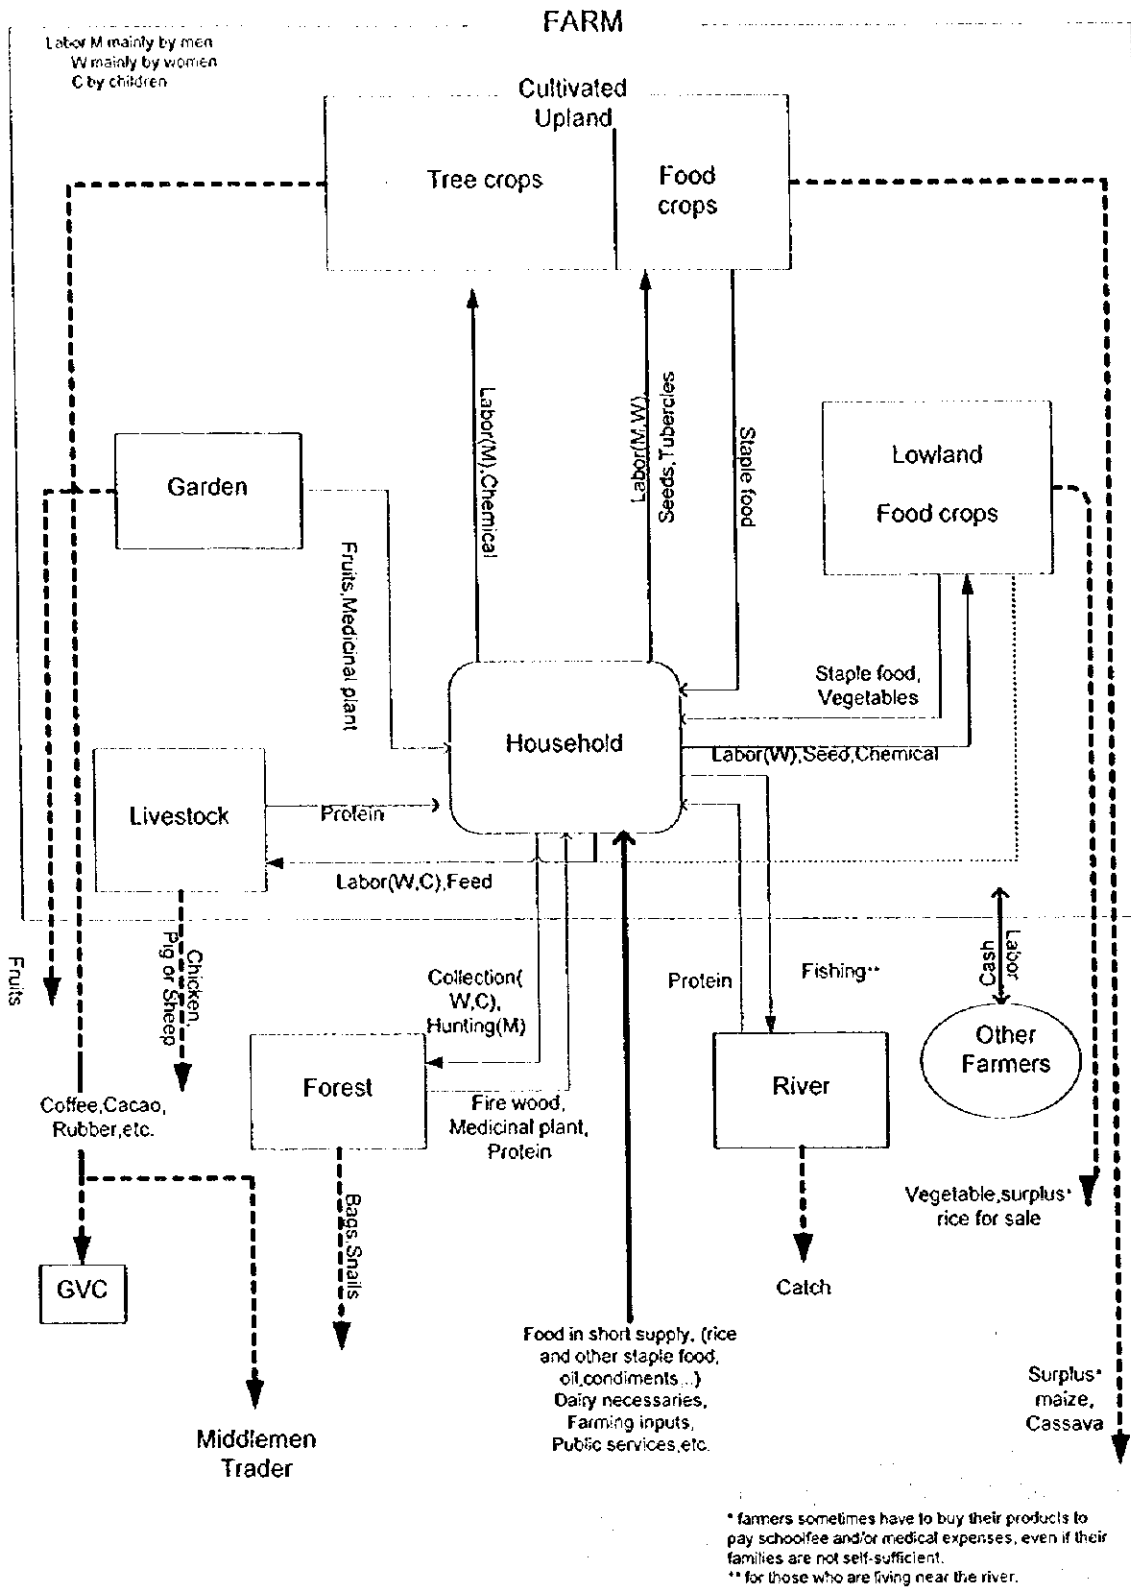 FARM
Labor M mainly by men
W mainly by women
C by children
Cultivated
Upland
Tree crops
Food
crops
Labor(M),Chemical
Labor(M,W),
Seeds,Tubercles
Staple food
Garden
Fruits,Medicinal plant
Lowland
Food crops
Staple food,
Vegetables
Household
Labor(W),Seed,Chemical
Livestock
Protein
Labor(W,C),Feed
Fruits
Chicken,
Pig or Sheep
Collection(
W,C),
Hunting(M)
Protein
Fishing**
Cash
Labor
Other
Farmers
Forest
River
Coffee,Cacao,
Rubber,etc.
Fire wood,
Medicinal plant,
Protein
Bags,Snails
Vegetable,surplus*
rice for sale
GVC
Catch
Food in short supply, (rice
and other staple food,
oil,condiments...)
Dairy necessaries,
Farming inputs,
Public services,etc.
Surplus*
maize,
Cassava
Middlemen
Trader
* farmers sometimes have to buy their products to
pay schoolfee and/or medical expenses, even if their
families are not self-sufficient.
** for those who are living near the river.